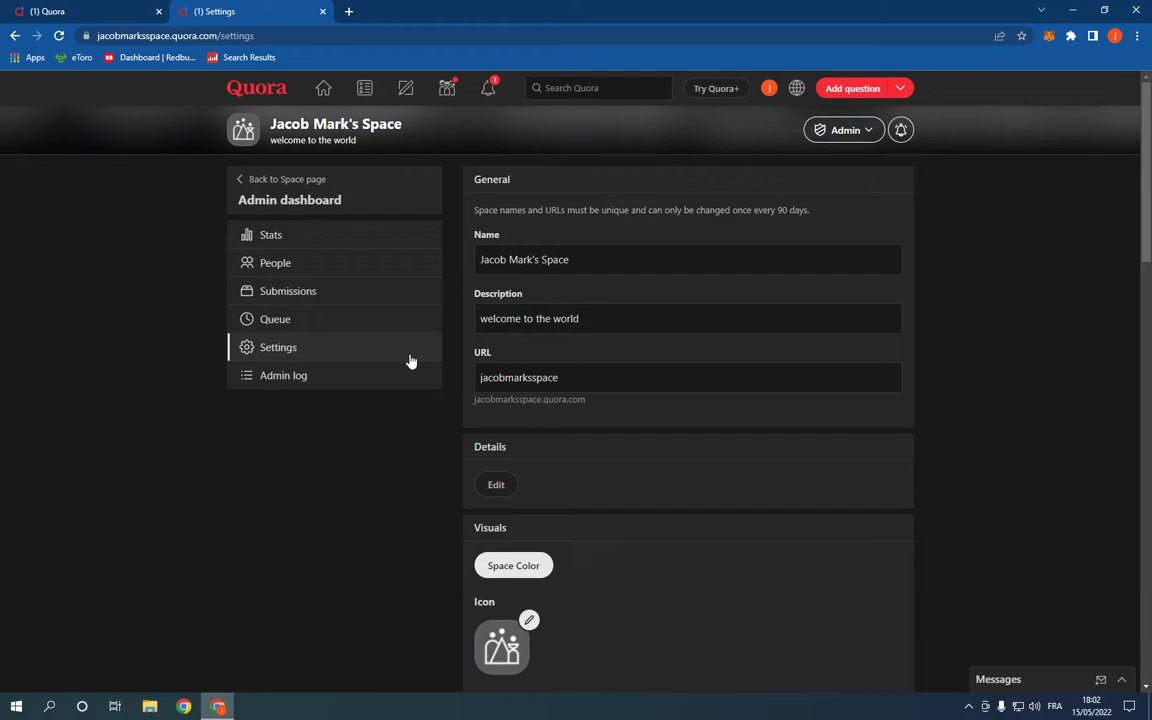 (1) Quora
(1) Settings
jacobmarksspace.quora.com/settings
Apps
eToro
Dashboard | Redbu...
Search Results
Quora
1
Search Quora
Try Quora+
j
Add question
Jacob Mark's Space
welcome to the world
Admin
Back to Space page
Admin dashboard
Stats
People
Submissions
Queue
Settings
Admin log
General
Space names and URLs must be unique and can only be changed once every 90 days.
Name
Jacob Mark's Space
Description
welcome to the world
URL
jacobmarksspace
jacobmarksspace.quora.com
Details
Edit
Visuals
Space Color
Icon
Messages
FRA
18:02
15/05/2022